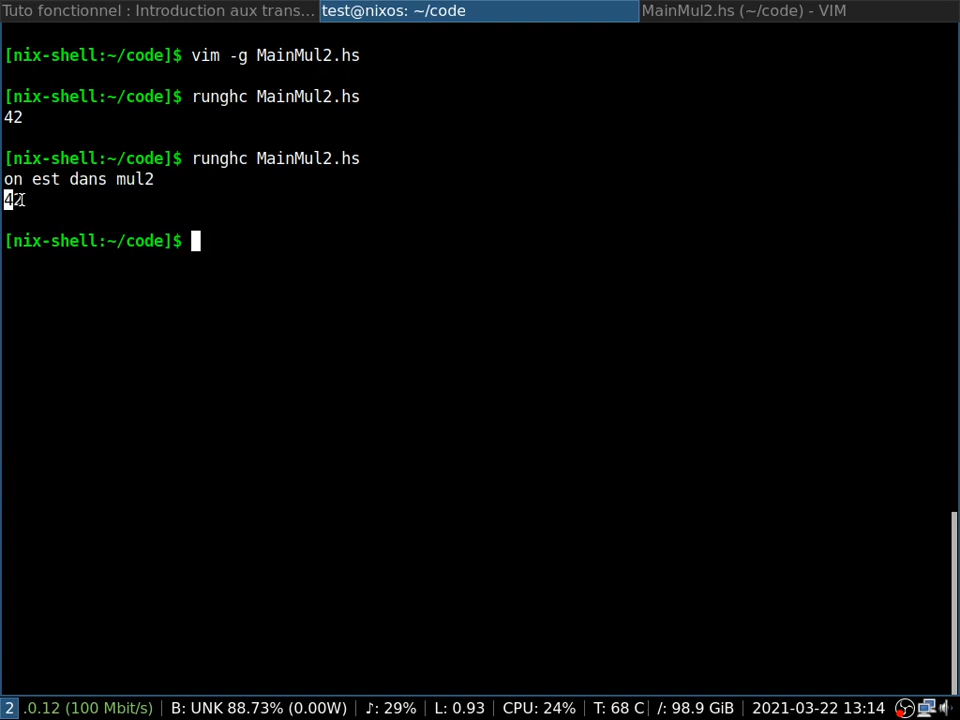 Tuto fonctionnel : Introduction aux trans... test@nixos: ~/code MainMul2.hs (~/code) - VIM
[nix-shell:~/code]$ vim -g MainMul2.hs
[nix-shell:~/code]$ runghc MainMul2.hs
42
[nix-shell:~/code]$ runghc MainMul2.hs
on est dans mul2
42
[nix-shell:~/code]$
2 .0.12 (100 Mbit/s) | B: UNK 88.73% (0.00W) | ♪: 29% | L: 0.93 | CPU: 24% | T: 68 C | /: 98.9 GiB | 2021-03-22 13:14